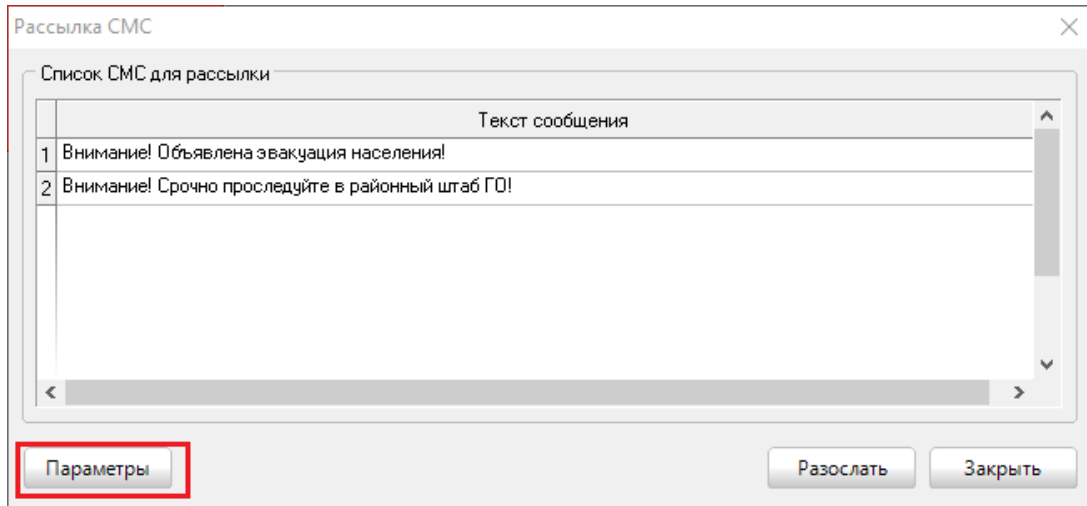 Рассылка СМС
Список СМС для рассылки
Текст сообщения
1 Внимание! Объявлена эвакуация населения!
2 Внимание! Срочно проследуйте в районный штаб ГО!
Параметры Разослать Закрыть